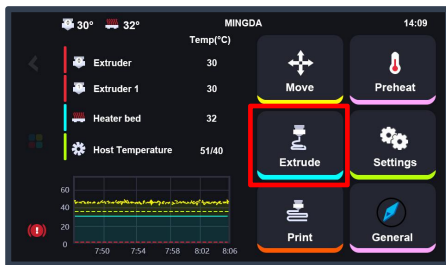 30° 32° MINGDA 14:09
Temp(°C)
Extruder 30
Extruder 1 30
Heater bed 32
Host Temperature 51/40
Move
Preheat
Extrude
Settings
Print
General
60
40
20
0
7:50 7:54 7:58 8:02 8:06